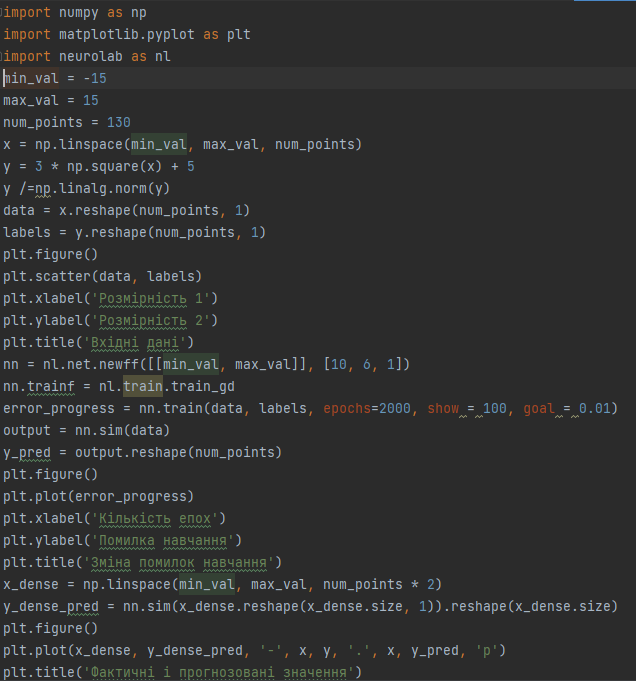 import numpy as np
import matplotlib.pyplot as plt
import neurolab as nl
min_val = -15
max_val = 15
num_points = 130
x = np.linspace(min_val, max_val, num_points)
y = 3 * np.square(x) + 5
y /=np.linalg.norm(y)
data = x.reshape(num_points, 1)
labels = y.reshape(num_points, 1)
plt.figure()
plt.scatter(data, labels)
plt.xlabel('Розмірність 1')
plt.ylabel('Розмірність 2')
plt.title('Вхідні дані')
nn = nl.net.newff([[min_val, max_val]], [10, 6, 1])
nn.trainf = nl.train.train_gd
error_progress = nn.train(data, labels, epochs=2000, show = 100, goal = 0.01)
output = nn.sim(data)
y_pred = output.reshape(num_points)
plt.figure()
plt.plot(error_progress)
plt.xlabel('Кількість епох')
plt.ylabel('Помилка навчання')
plt.title('Зміна помилок навчання')
x_dense = np.linspace(min_val, max_val, num_points * 2)
y_dense_pred = nn.sim(x_dense.reshape(x_dense.size, 1)).reshape(x_dense.size)
plt.figure()
plt.plot(x_dense, y_dense_pred, '-', x, y, '.', x, y_pred, 'p')
plt.title('Фактичні і прогнозовані значення')